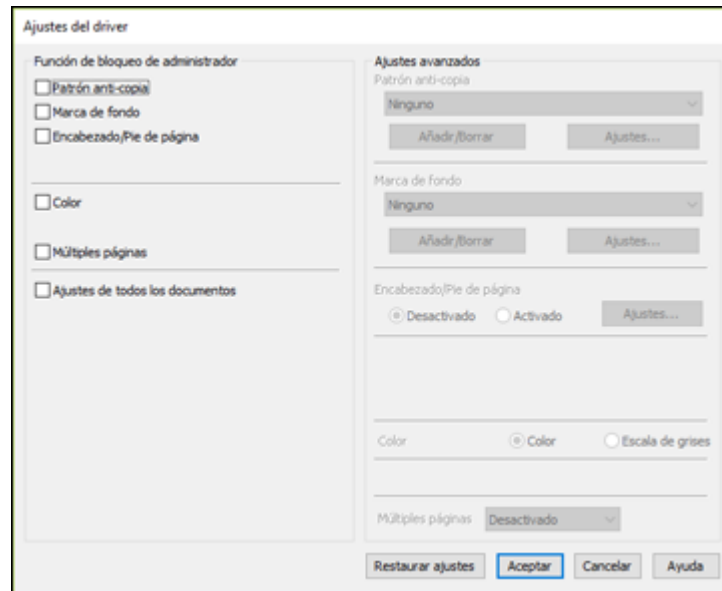 Ajustes del driver
Función de bloqueo de administrador
Patrón anti-copia
Marca de fondo
Encabezado/Pie de página
Color
Múltiples páginas
Ajustes de todos los documentos
Ajustes avanzados
Patrón anti-copia
Ninguno
Añadir/Borrar Ajustes...
Marca de fondo
Ninguno
Añadir/Borrar Ajustes...
Encabezado/Pie de página
Desactivado Activado Ajustes...
Color Color Escala de grises
Múltiples páginas Desactivado
Restaurar ajustes Aceptar Cancelar Ayuda